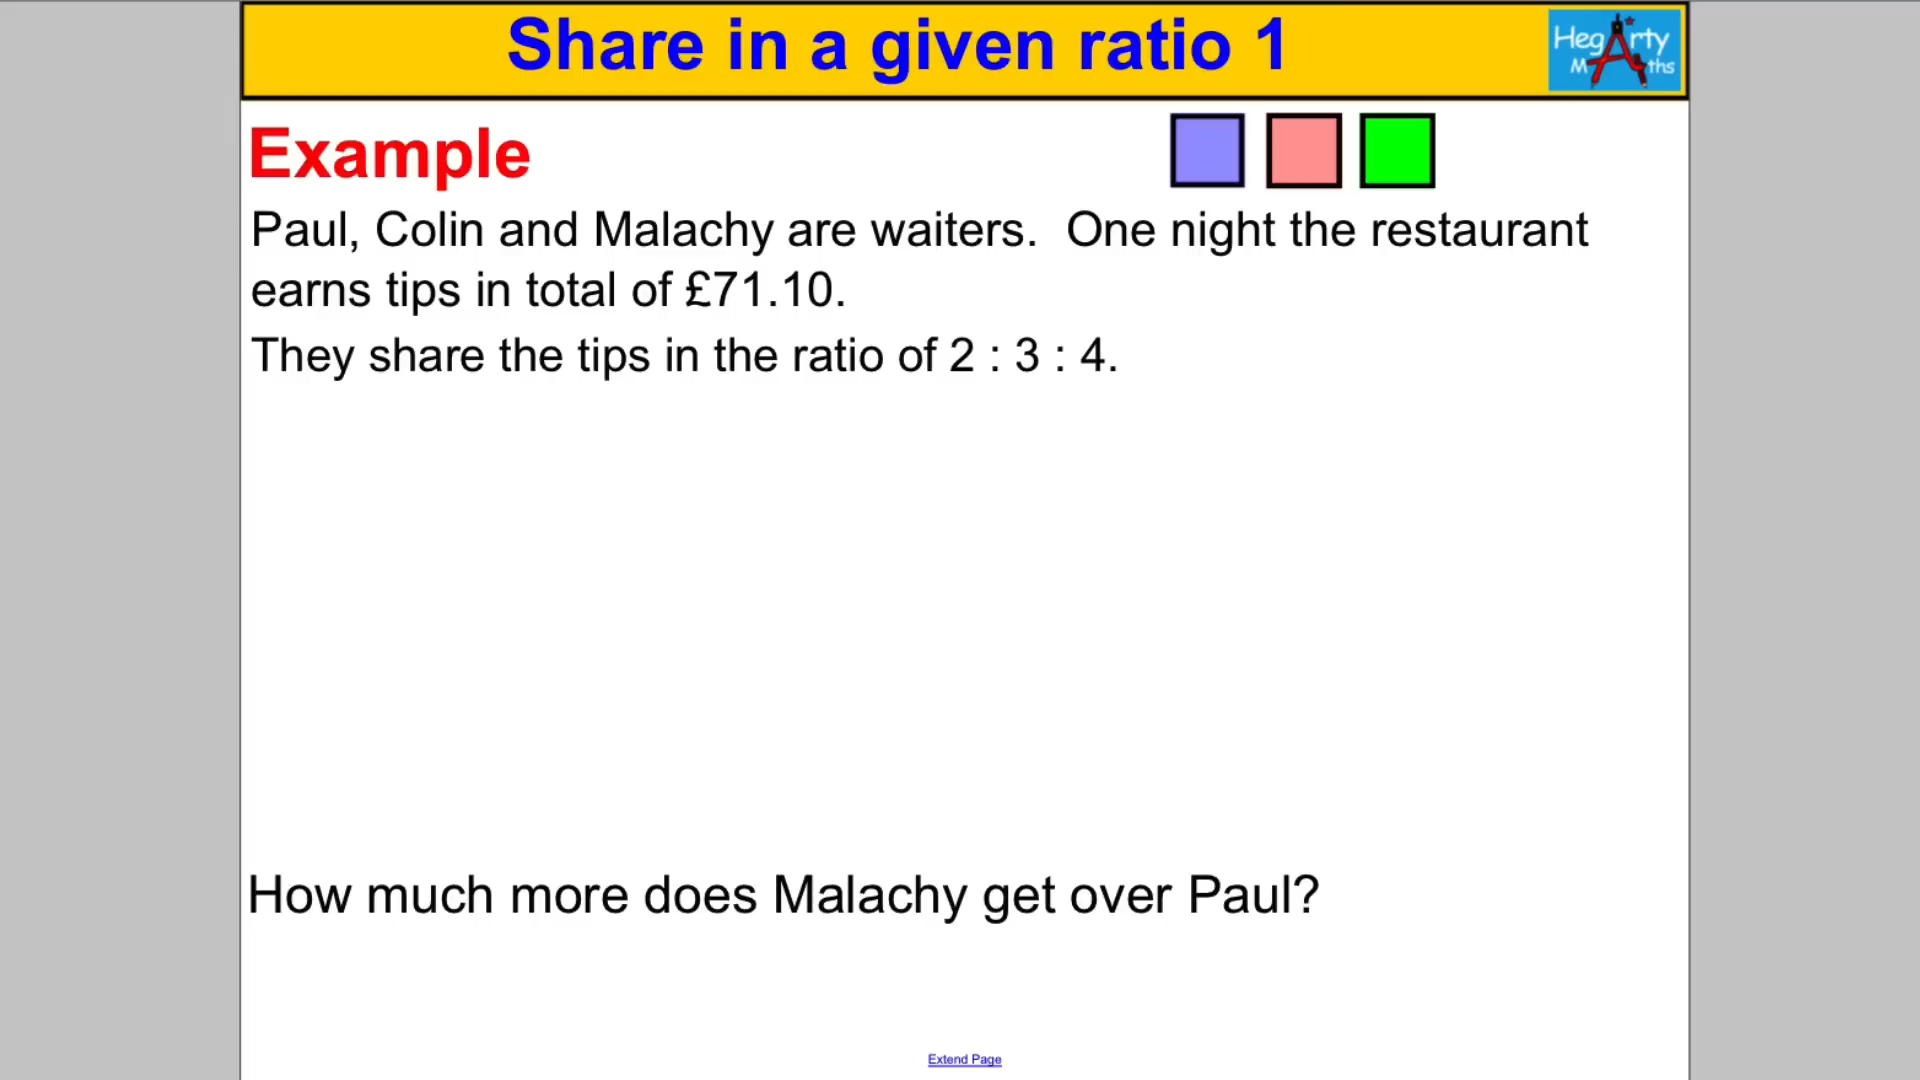 Share in a given ratio 1
HegArty
Maths
Example
Paul, Colin and Malachy are waiters.  One night the restaurant
earns tips in total of £71.10.
They share the tips in the ratio of 2 : 3 : 4.
How much more does Malachy get over Paul?
Extend Page